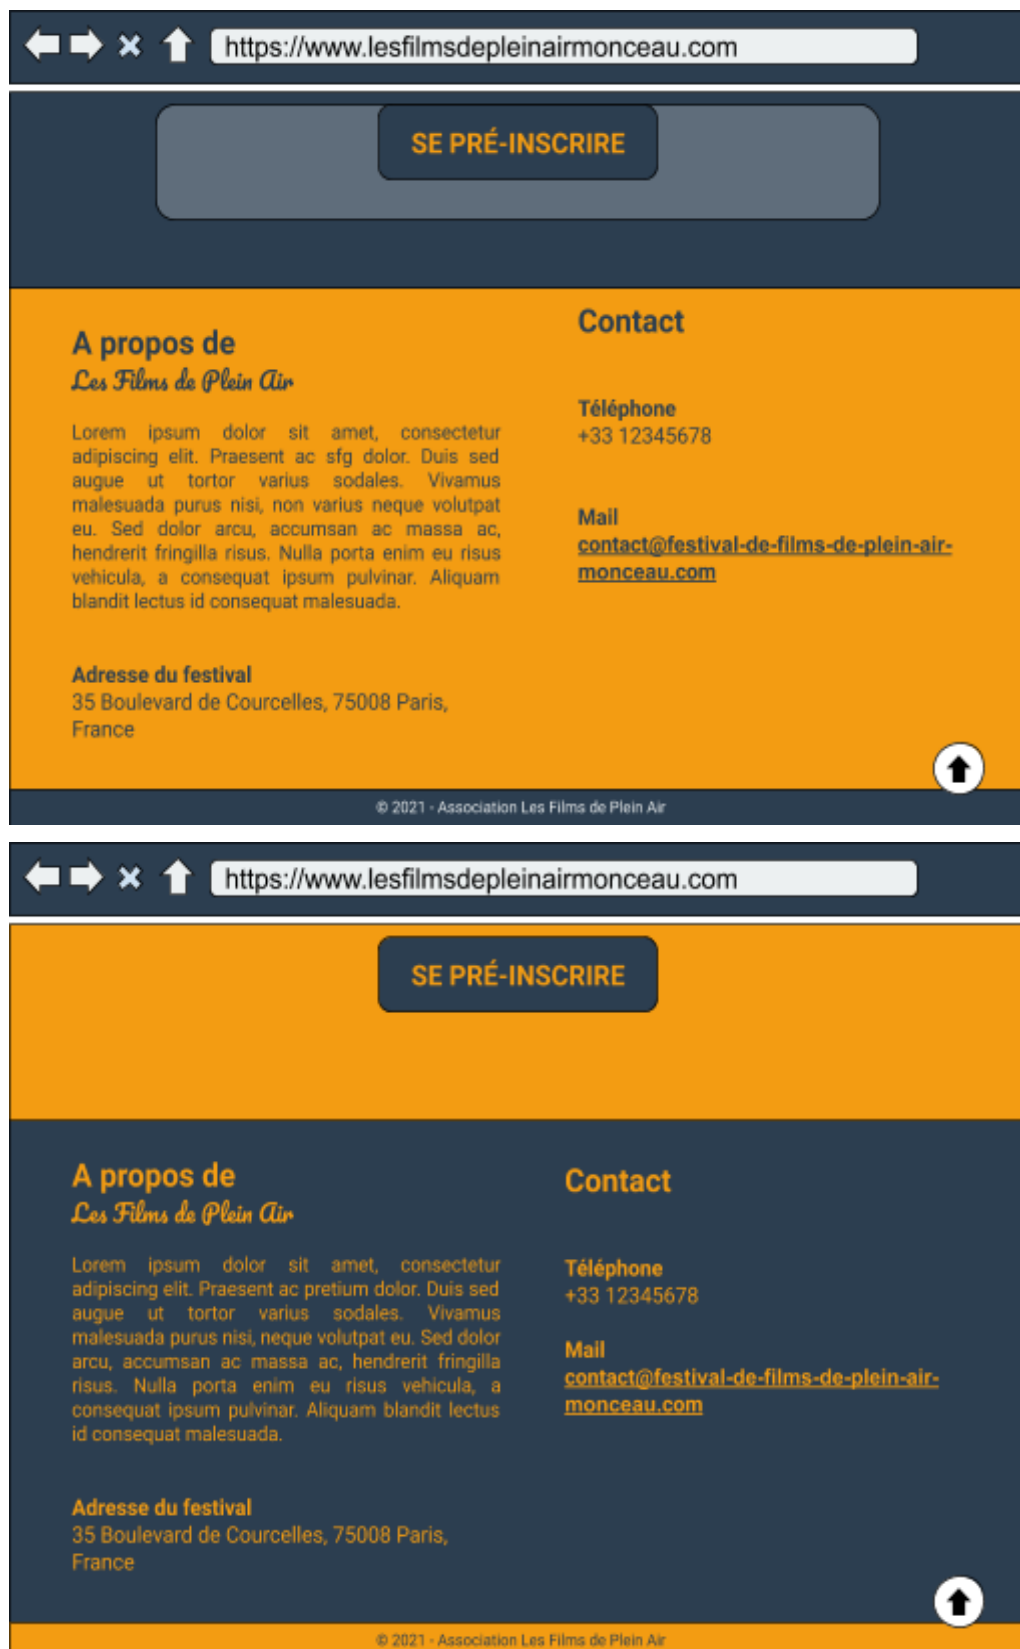 https://www.lesfilmsdepleinairmonceau.com
SE PRÉ-INSCRIRE
A propos de
Les Films de Plein Air
Lorem ipsum dolor sit amet, consectetur
adipiscing elit. Praesent ac sfg dolor. Duis sed
augue ut tortor varius sodales. Vivamus
malesuada purus nisi, non varius neque volutpat
eu. Sed dolor arcu, accumsan ac massa ac,
hendrerit fringilla risus. Nulla porta enim eu risus
vehicula, a consequat ipsum pulvinar. Aliquam
blandit lectus id consequat malesuada.
Adresse du festival
35 Boulevard de Courcelles, 75008 Paris,
France
Contact
Téléphone
+33 12345678
Mail
contact@festival-de-films-de-plein-air-
monceau.com
© 2021 - Association Les Films de Plein Air
https://www.lesfilmsdepleinairmonceau.com
SE PRÉ-INSCRIRE
A propos de
Les Films de Plein Air
Lorem ipsum dolor sit amet, consectetur
adipiscing elit. Praesent ac pretium dolor. Duis sed
augue ut tortor varius sodales. Vivamus
malesuada purus nisi, neque volutpat eu. Sed dolor
arcu, accumsan ac massa ac, hendrerit fringilla
risus. Nulla porta enim eu risus vehicula, a
consequat ipsum pulvinar. Aliquam blandit lectus
id consequat malesuada.
Adresse du festival
35 Boulevard de Courcelles, 75008 Paris,
France
Contact
Téléphone
+33 12345678
Mail
contact@festival-de-films-de-plein-air-
monceau.com
© 2021 - Association Les Films de Plein Air